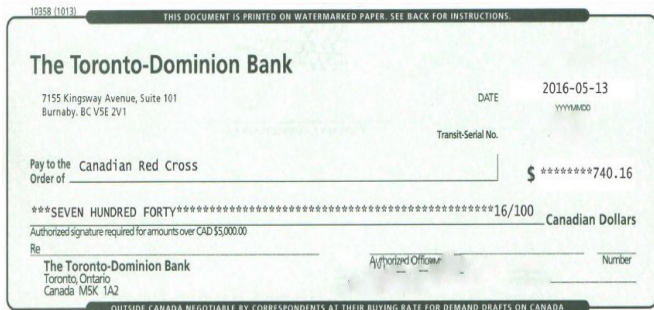 10358 (1013)
THIS DOCUMENT IS PRINTED ON WATERMARKED PAPER. SEE BACK FOR INSTRUCTIONS.
The Toronto-Dominion Bank
7155 Kingsway Avenue, Suite 101
Burnaby. BC V5E 2V1
DATE
2016-05-13
YYYYMMDD
Transit-Serial No.
Pay to the Order of Canadian Red Cross
$ ********740.16
***SEVEN HUNDRED FORTY************************************************16/100 Canadian Dollars
Authorized signature required for amounts over CAD $5,000.00
Re
The Toronto-Dominion Bank
Toronto, Ontario
Canada M5K 1A2
Authorized Officer
Number
OUTSIDE CANADA NEGOTIABLE BY CORRESPONDENTS AT THEIR BUYING RATE FOR DEMAND DRAFTS ON CANADA